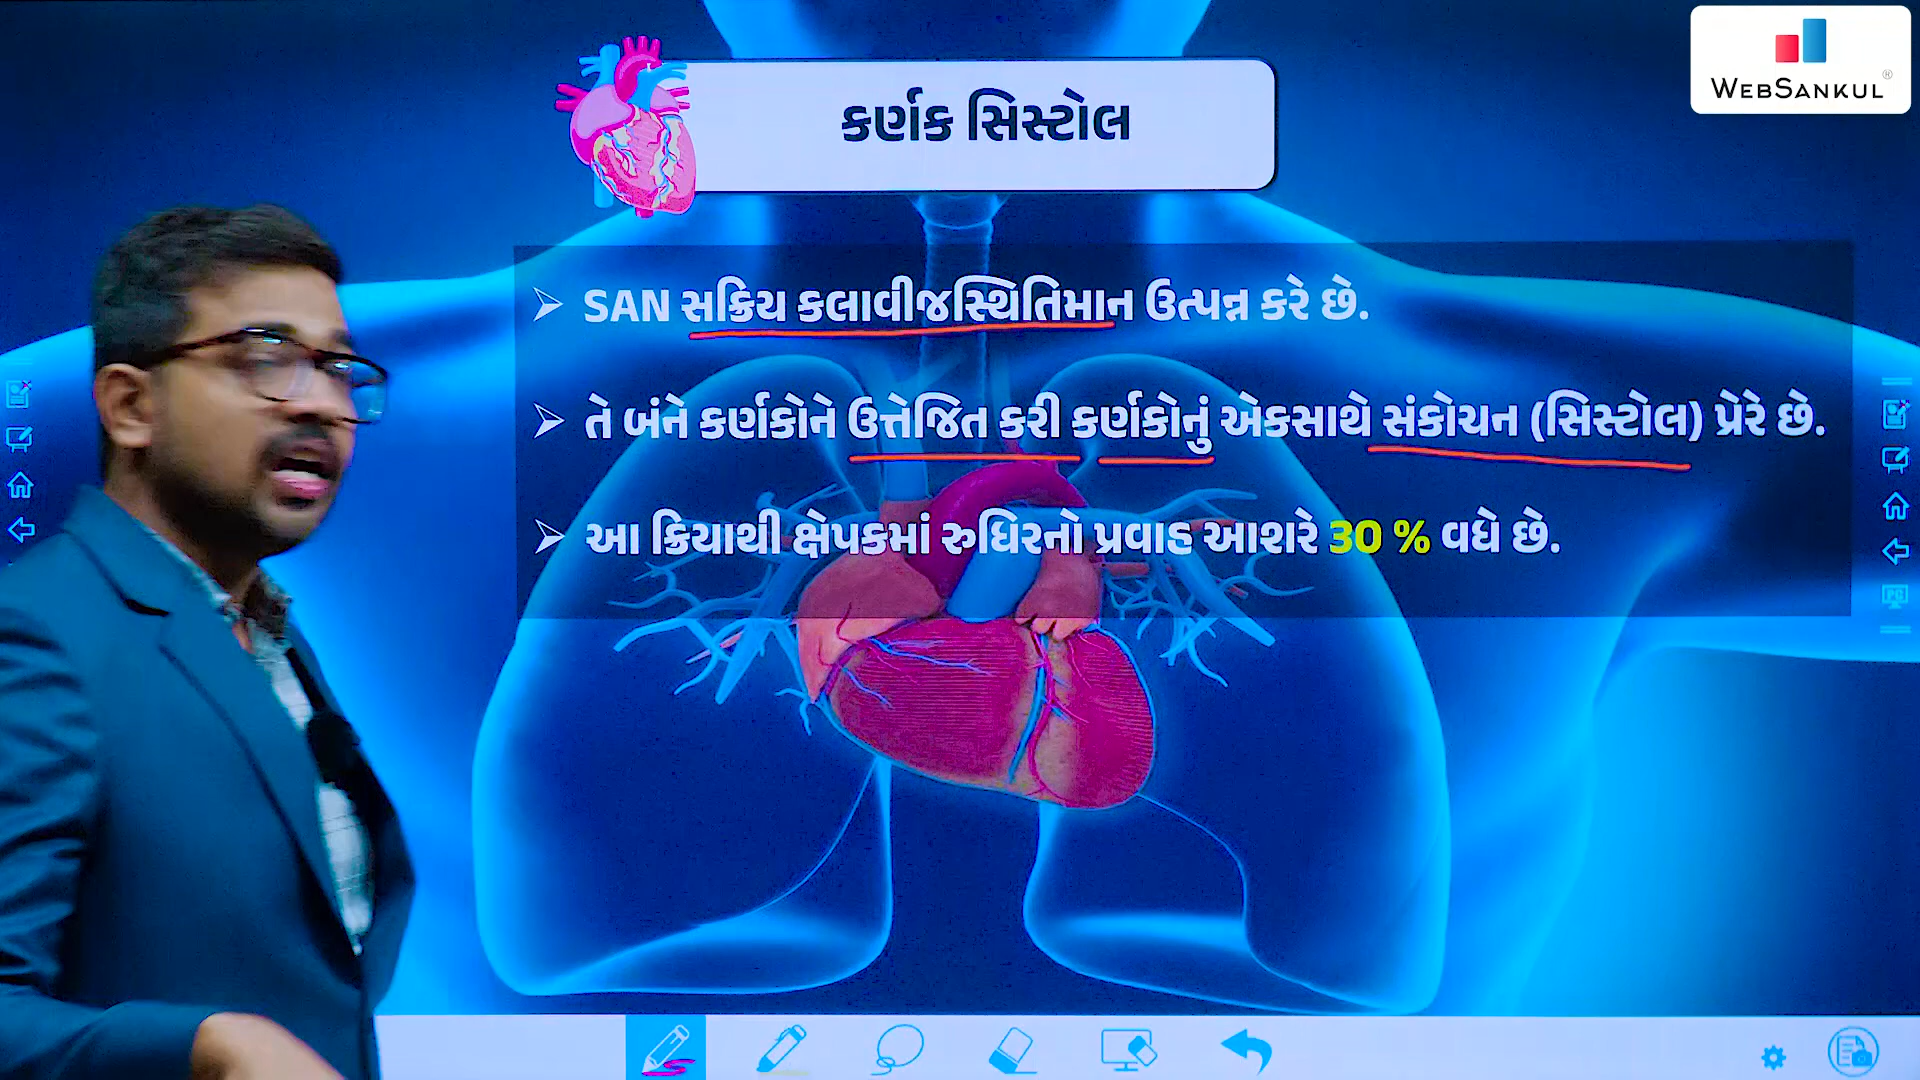 WEBSANKUL
કર્ણક સિસ્ટોલ
SAN સક્રિય કલાવીજસ્થિતિમાન ઉત્પન્ન કરે છે.
તે બંને કર્ણકોને ઉત્તેજિત કરી કર્ણકોનું એકસાથે સંકોચન (સિસ્ટોલ) પ્રેરે છે.
આ ક્રિયાથી ક્ષેપકમાં રુધિરનો પ્રવાહ આશરે 30 % વધે છે.